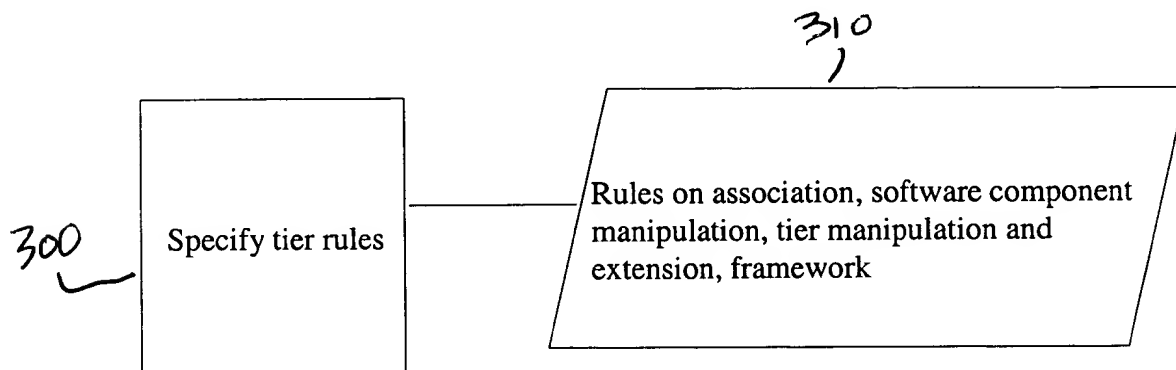 310
300
Specify tier rules
Rules on association, software component
manipulation, tier manipulation and
extension, framework